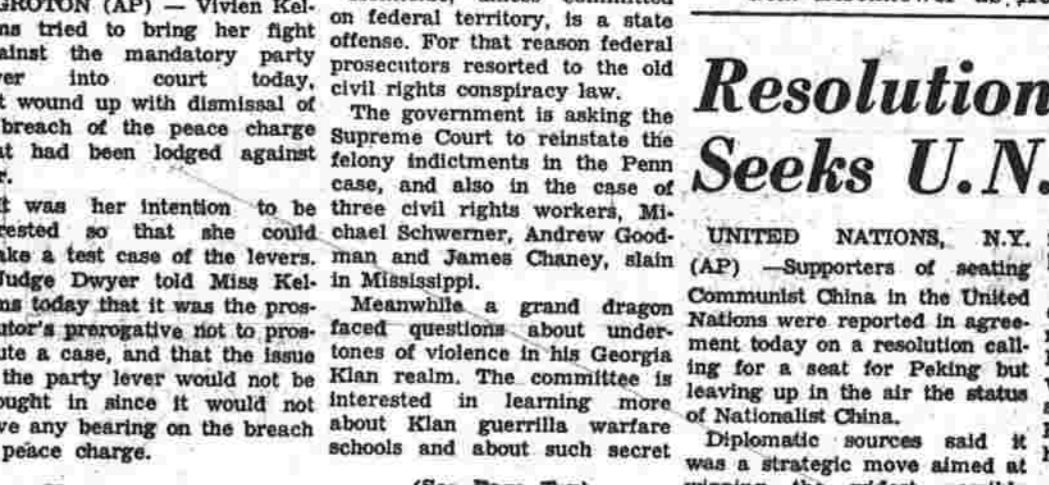 GROTON (AP) — Vivien Kel-
ms tried to bring her fight
ainst the mandatory party
er into court today,
t wound up with dismissal of
breach of the peace charge
at had been lodged against
r.
t was her intention to be
rested so that she could
ake a test case of the levers.
Judge Dwyer told Miss Kel-
ms today that it was the pros-
utor's prerogative not to pros-
ute a case, and that the issue
the party lever would not be
ought in since it would not
ve any bearing on the breach
peace charge.
on federal territory, is a state
offense. For that reason federal
prosecutors resorted to the old
civil rights conspiracy law.
The government is asking the
Supreme Court to reinstate the
felony indictments in the Penn
case, and also in the case of
three civil rights workers, Mi-
chael Schwerner, Andrew Good-
man and James Chaney, slain
in Mississippi.
Meanwhile a grand dragon
faced questions about under-
tones of violence in his Georgia
Klan realm. The committee is
interested in learning more
about Klan guerrilla warfare
schools and about such secret
Resolution
Seeks U.N.
UNITED NATIONS, N.Y.
(AP) —Supporters of seating
Communist China in the United
Nations were reported in agree-
ment today on a resolution call-
ing for a seat for Peking but
leaving up in the air the status
of Nationalist China.
Diplomatic sources said it
was a strategic move aimed at